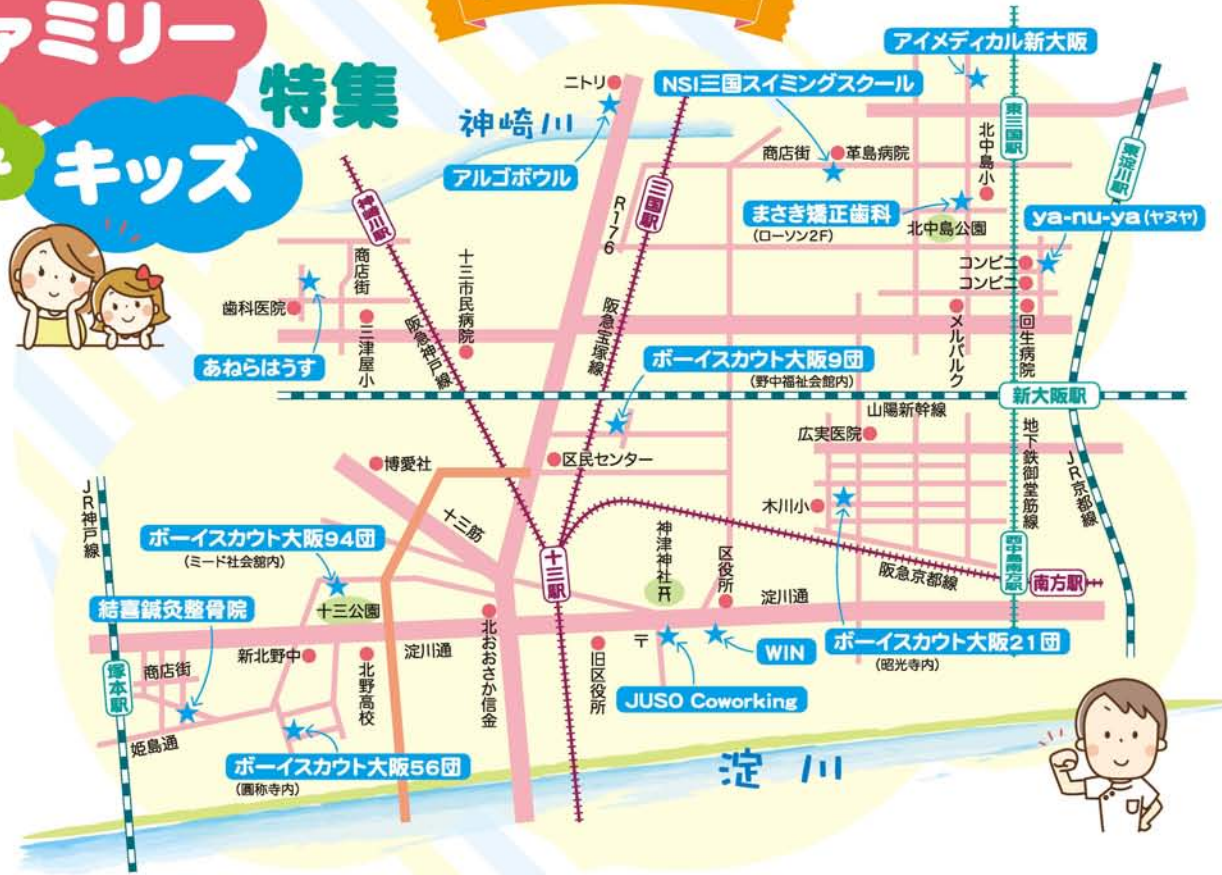 ァミリー
&
キッズ
特集
アイメディカル新大阪
ニトリ
NSI三国スイミングスクール
神崎川
東三国駅
東淀川駅
北中島小
商店街
革島病院
アルゴボウル
神崎川駅
三国駅
R176
まさき矯正歯科
(ローソン2F)
北中島公園
ya-nu-ya(ヤヌヤ)
コンビニ
コンビニ
商店街
十三市民病院
歯科医院
三津屋小
阪急神戸線
阪急宝塚線
メルパルク
回生病院
あねらはうす
ボーイスカウト大阪9団
(野中福祉会館内)
新大阪駅
山陽新幹線
広実医院
地下鉄御堂筋線
JR京都線
博愛社
区民センター
JR神戸線
十三筋
木川小
ボーイスカウト大阪94団
(ミード社会舘内)
十三駅
神津神社
区役所
西中島南方駅
南方駅
阪急京都線
結喜鍼灸整骨院
十三公園
淀川通
〒
WIN
ボーイスカウト大阪21団
(昭光寺内)
塚本駅
商店街
新北野中
北野高校
淀川通
北おおさか信金
旧区役所
JUSO Coworking
姫島通
ボーイスカウト大阪56団
(圓称寺内)
淀川